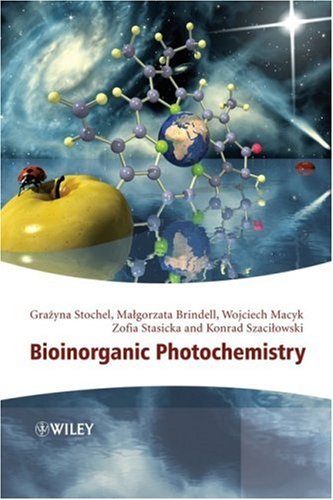 Grażyna Stochel, Małgorzata Brindell, Wojciech Macyk
Zofia Stasicka and Konrad Szaciłowski
Bioinorganic Photochemistry
WILEY